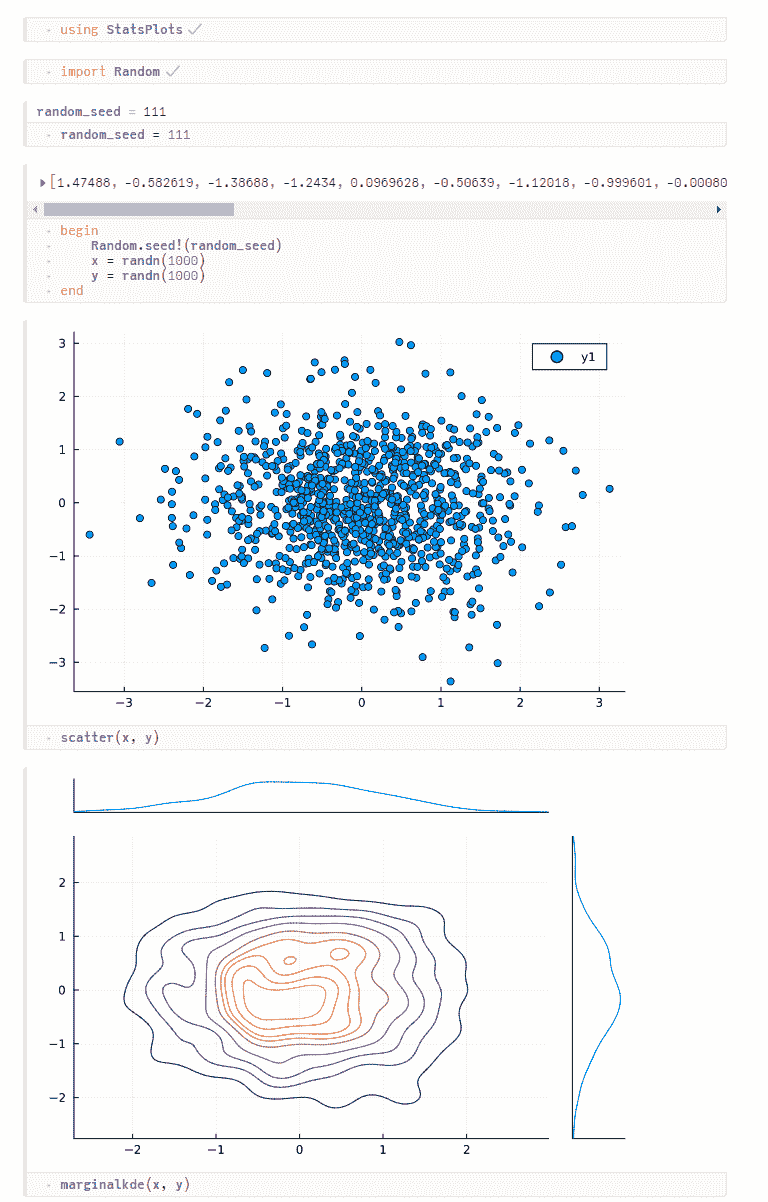 using StatsPlots
import Random
random_seed = 111
random_seed = 111
[1.47488, -0.582619, -1.38688, -1.2434, 0.0969628, -0.50639, -1.12018, -0.999601, -0.00080
begin
Random.seed!(random_seed)
x = randn(1000)
y = randn(1000)
end
y1
3
2
1
0
−1
−2
−3
−3 −2 −1 0 1 2 3
scatter(x, y)
2
1
0
−1
−2
−2 −1 0 1 2
marginalkde(x, y)